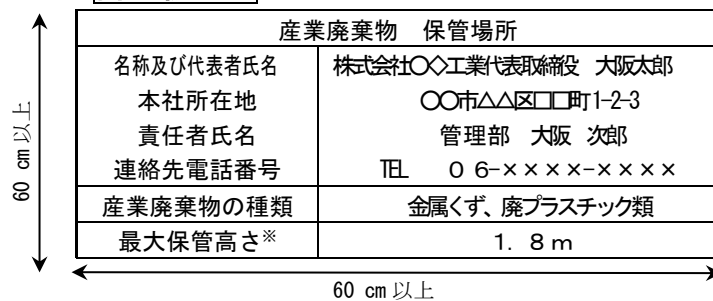 産業廃棄物　保管場所
名称及び代表者氏名　株式会社〇◇工業代表取締役　大阪太郎
本社所在地　〇〇市△△区□□町1-2-3
責任者氏名　管理部　大阪　次郎
連絡先電話番号　TEL　０６-××××-××××
産業廃棄物の種類　金属くず、廃プラスチック類
最大保管高さ※　１．８ｍ
60 cm 以上
60 cm 以上